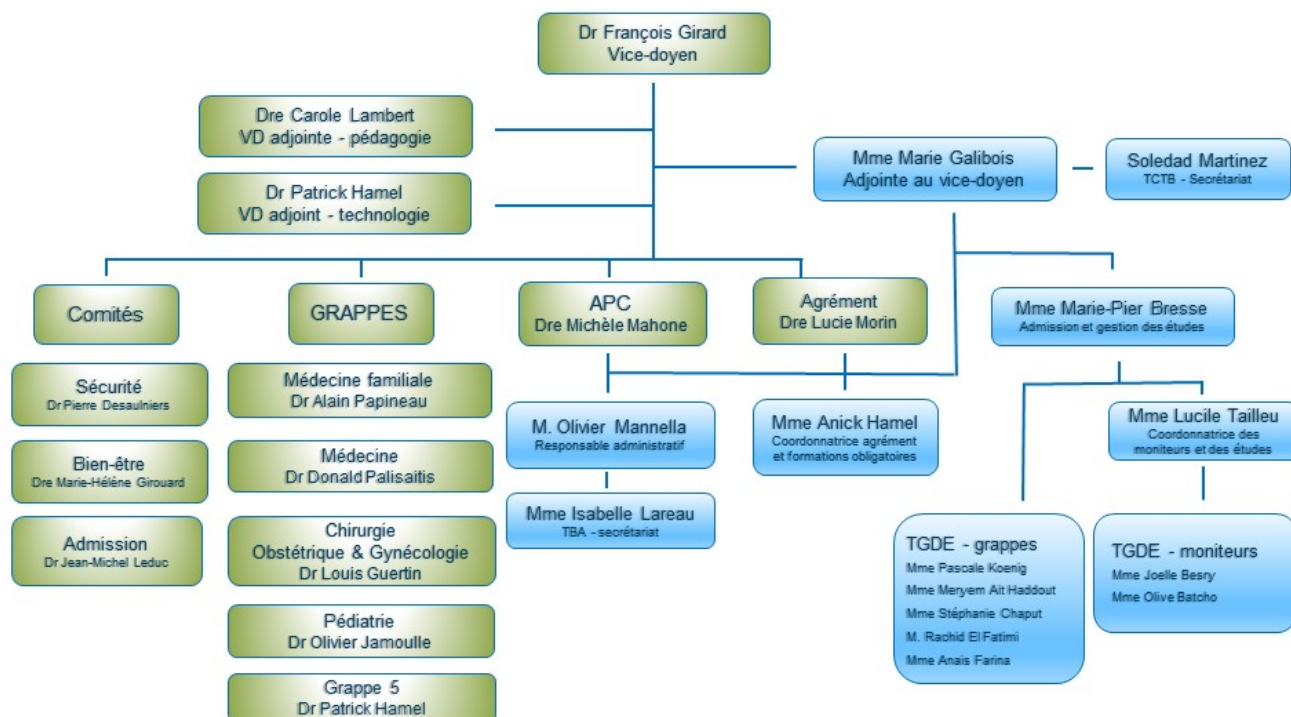 Dr François Girard
Vice-doyen
Dre Carole Lambert
VD adjointe - pédagogie
Dr Patrick Hamel
VD adjoint - technologie
Mme Marie Galibois
Adjointe au vice-doyen
Soledad Martinez
TCTB - Secrétariat
Comités
GRAPPES
APC
Dre Michèle Mahone
Agrément
Dre Lucie Morin
Mme Marie-Pier Bresse
Admission et gestion des études
Sécurité
Dr Pierre Desaulniers
Bien-être
Dre Marie-Hélène Girouard
Admission
Dr Jean-Michel Leduc
Médecine familiale
Dr Alain Papineau
Médecine
Dr Donald Palisaitis
Chirurgie
Obstétrique & Gynécologie
Dr Louis Guertin
Pédiatrie
Dr Olivier Jamoulle
Grappe 5
Dr Patrick Hamel
M. Olivier Mannella
Responsable administratif
Mme Isabelle Lareau
TBA - secrétariat
Mme Anick Hamel
Coordonnatrice agrément
et formations obligatoires
Mme Lucile Tailleu
Coordonnatrice des
moniteurs et des études
TGDE - grappes
Mme Pascale Koenig
Mme Meryem Ait Haddout
Mme Stéphanie Chaput
M. Rachid El Fatimi
Mme Anais Farina
TGDE - moniteurs
Mme Joelle Besry
Mme Olive Batcho